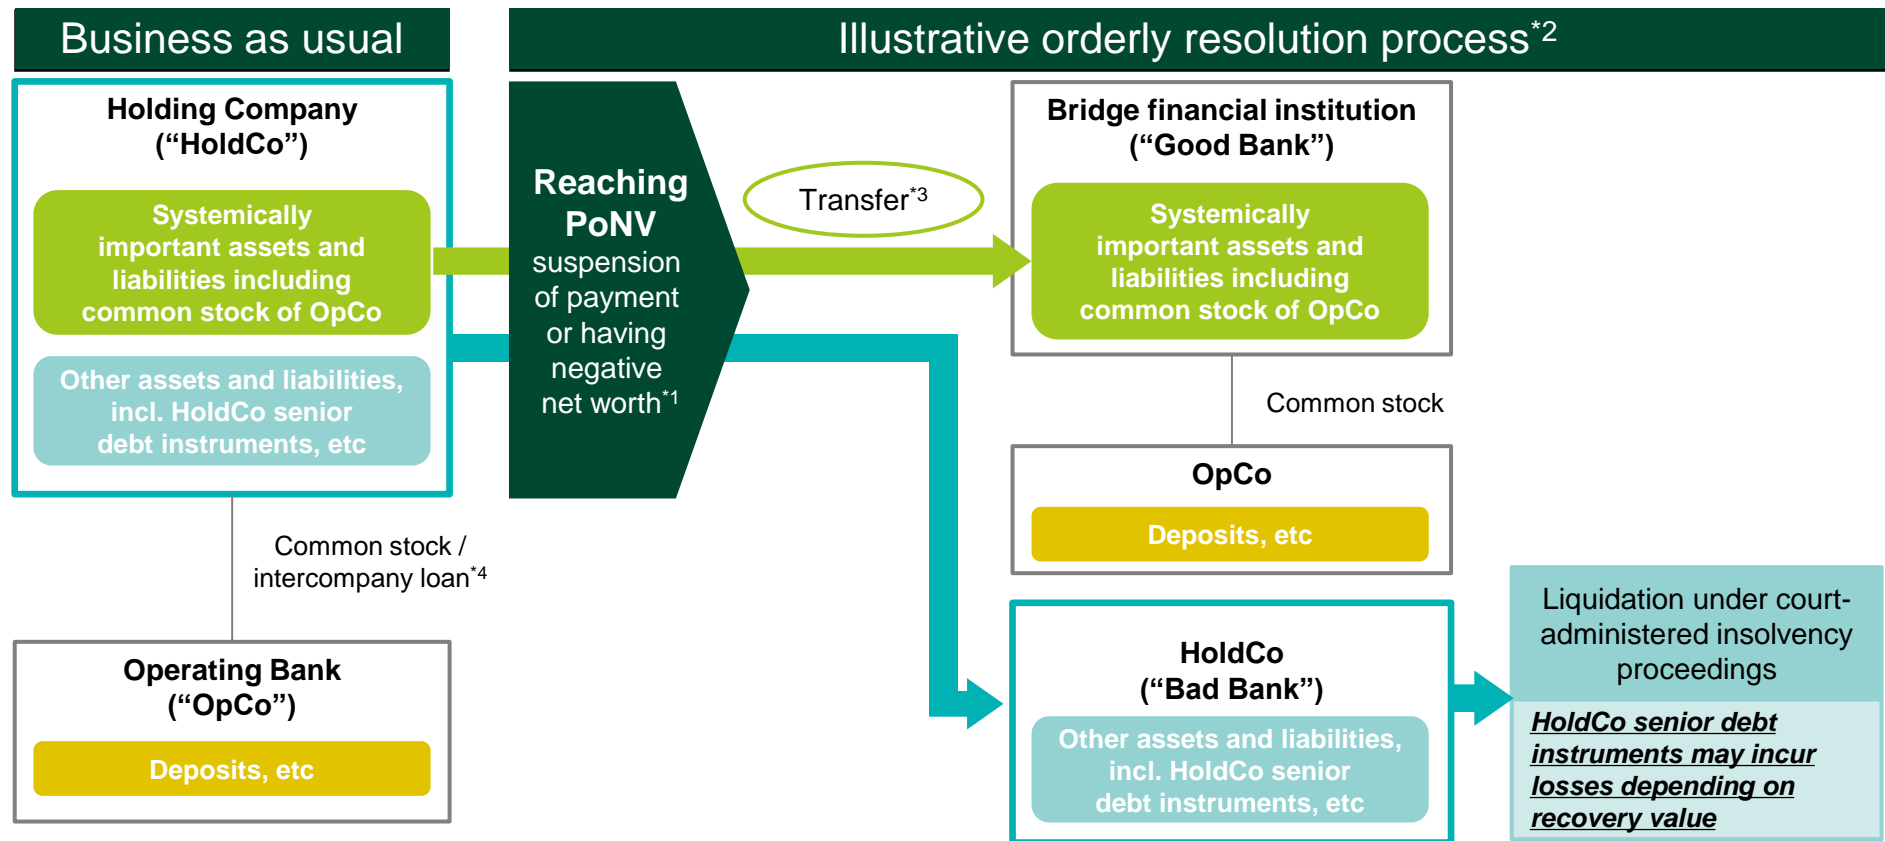 Business as usual
Illustrative orderly resolution process*2
Holding Company
(“HoldCo”)
Systemically
important assets and
liabilities including
common stock of OpCo
Other assets and liabilities,
incl. HoldCo senior
debt instruments, etc
Common stock /
intercompany loan*4
Operating Bank
(“OpCo”)
Deposits, etc
Reaching
PoNV
suspension
of payment
or having
negative
net worth*1
Transfer*3
Bridge financial institution
(“Good Bank”)
Systemically
important assets and
liabilities including
common stock of OpCo
Common stock
OpCo
Deposits, etc
HoldCo
(“Bad Bank”)
Other assets and liabilities,
incl. HoldCo senior
debt instruments, etc
Liquidation under court-
administered insolvency
proceedings
HoldCo senior debt
instruments may incur
losses depending on
recovery value